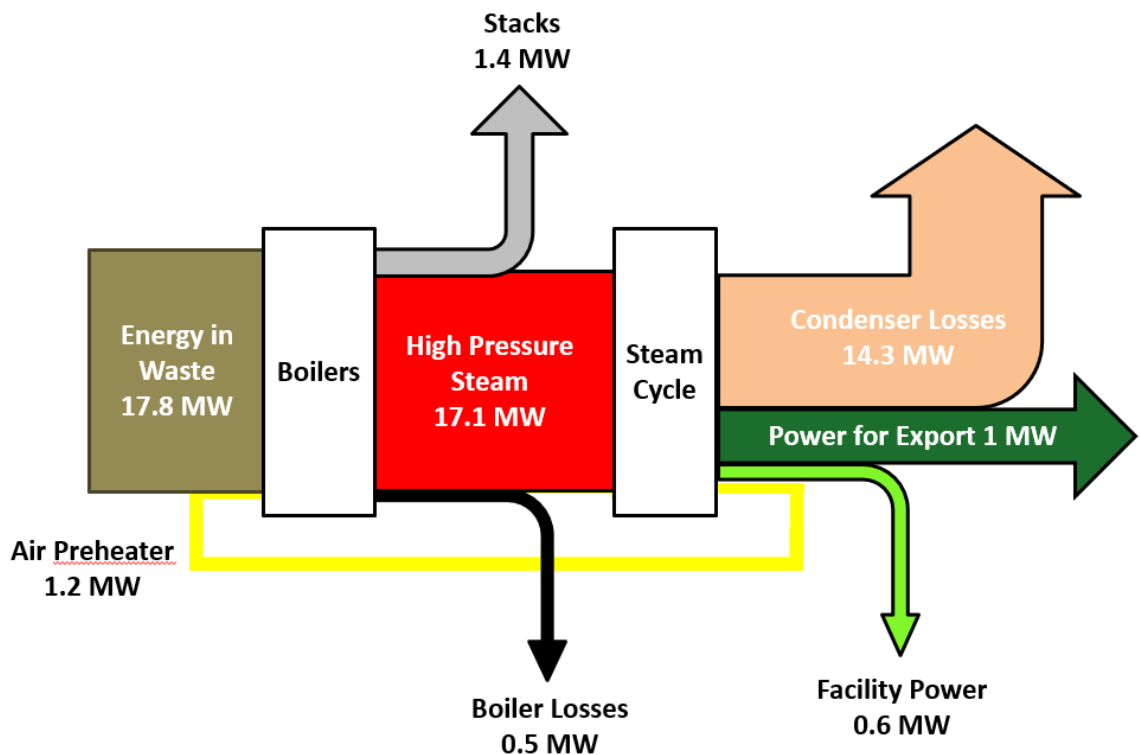 Stacks
1.4 MW
Energy in
Waste
17.8 MW
Boilers
High Pressure
Steam
17.1 MW
Steam
Cycle
Condenser Losses
14.3 MW
Power for Export 1 MW
Air Preheater
1.2 MW
Boiler Losses
0.5 MW
Facility Power
0.6 MW